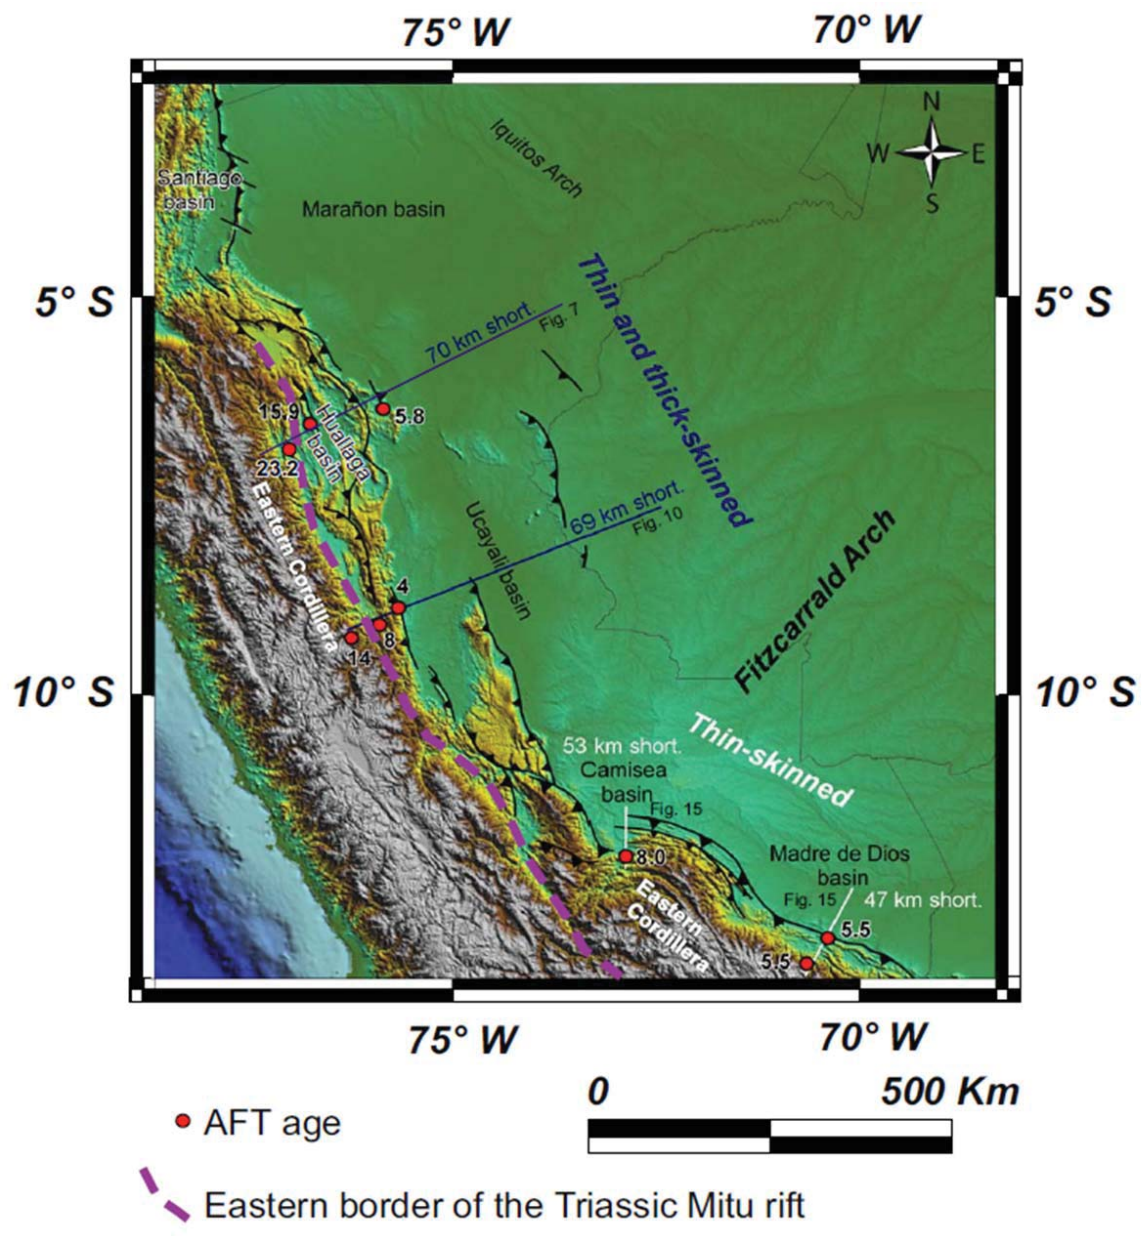 75° W
70° W
N
W E
S
Iquitos Arch
Santiago
basin
Marañon basin
5° S
5° S
Thin and thick-skinned
70 km short.
Fig. 7
15.9
5.8
Huallaga
basin
23.2
Eastern Cordillera
69 km short.
Fig. 10
Ucayali basin
Fitzcarrald Arch
4
8
14
10° S
10° S
Thin-skinned
53 km short.
Camisea
basin
Fig. 15
8.0
Madre de Dios
basin
Fig. 15
47 km short.
Eastern
Cordillera
5.5
5.5
75° W
70° W
0
500 Km
AFT age
Eastern border of the Triassic Mitu rift